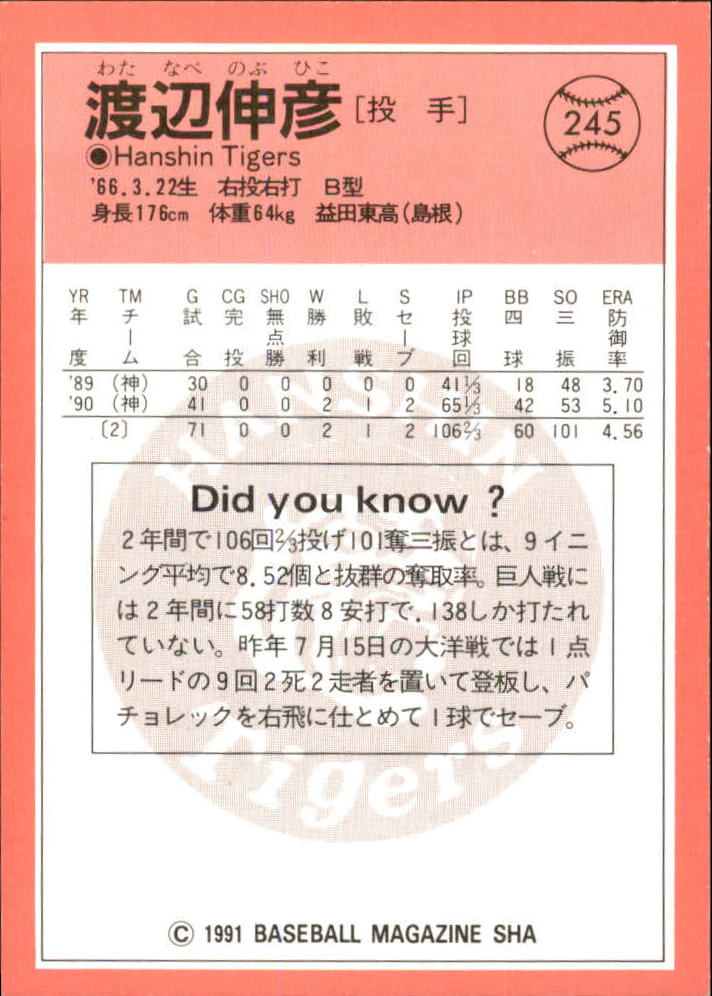 わた なべ のぶ ひこ
渡辺伸彦[投 手]
245
●Hanshin Tigers
'66.3.22生 右投右打 B型
身長176cm 体重64kg 益田東高(島根)
YR TM G CG SHO W L S IP BB SO ERA
年度 チーム 試合 完投 無点勝 勝利 敗戦 セーブ 投球回 四球 三振 防御率
'89 (神) 30 0 0 0 0 0 41⅓ 18 48 3.70
'90 (神) 41 0 0 2 1 2 65⅓ 42 53 5.10
〔2〕 71 0 0 2 1 2 106⅔ 60 101 4.56
HANSHIN
Did you know ?
2年間で106回⅔投げ101奪三振とは、9イニ
ング平均で8.52個と抜群の奪取率。巨人戦に
は2年間に58打数8安打で.138しか打たれ
ていない。昨年7月15日の大洋戦では1点
リードの9回2死2走者を置いて登板し、パ
チョレックを右飛に仕とめて1球でセーブ。
Tigers
© 1991 BASEBALL MAGAZINE SHA